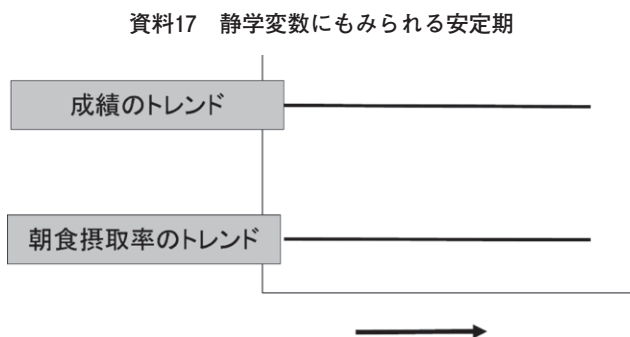 資料17　静学変数にもみられる安定期
成績のトレンド
朝食摂取率のトレンド